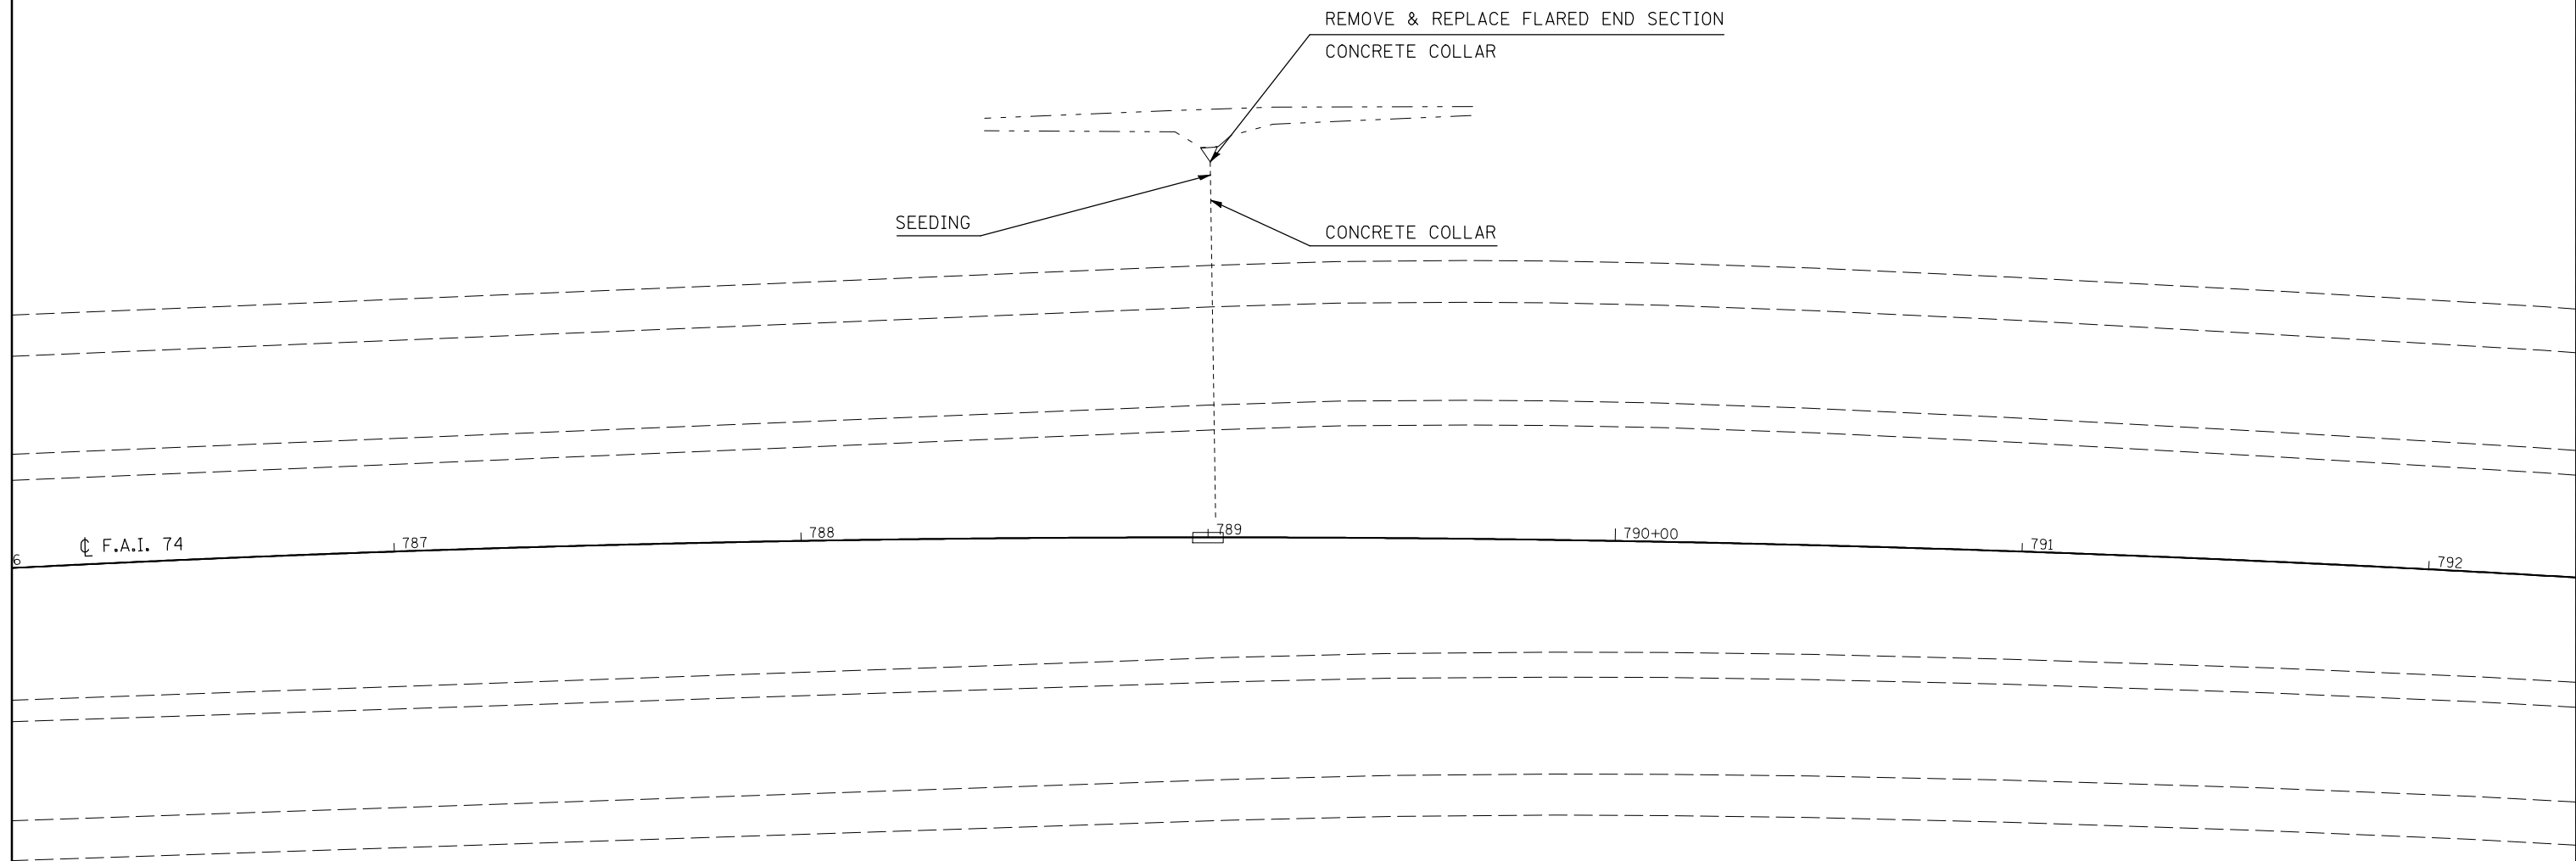 REMOVE & REPLACE FLARED END SECTION
CONCRETE COLLAR
SEEDING
CONCRETE COLLAR
6
℄ F.A.I. 74
787
788
789
790+00
791
792